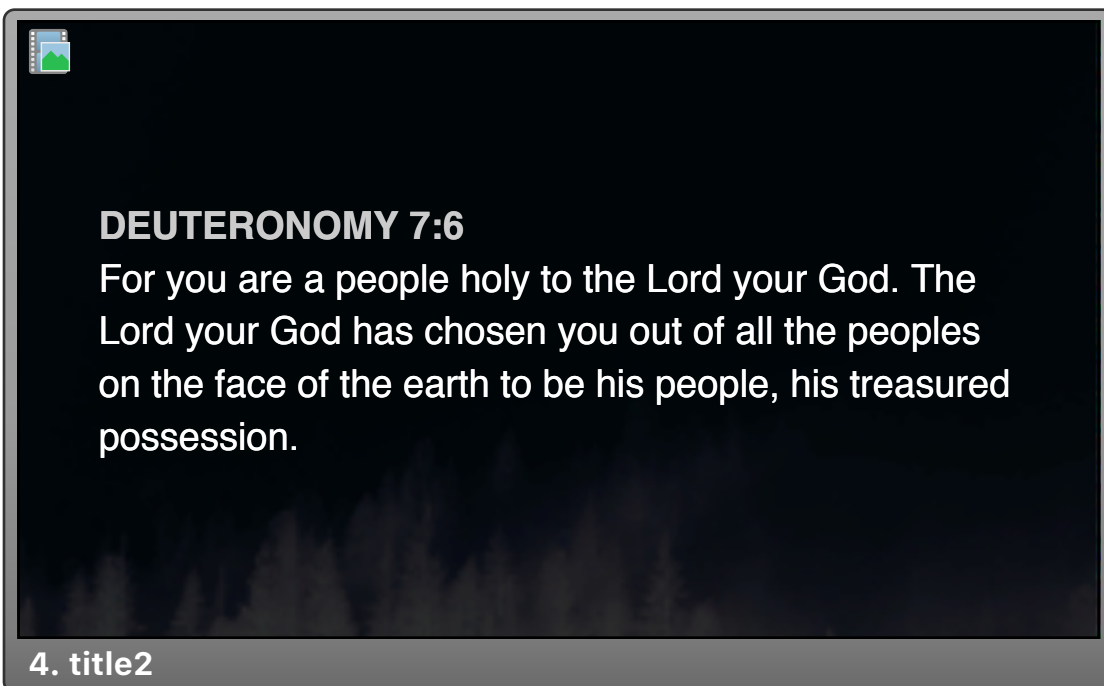 DEUTERONOMY 7:6
For you are a people holy to the Lord your God. The
Lord your God has chosen you out of all the peoples
on the face of the earth to be his people, his treasured
possession.
4. title2